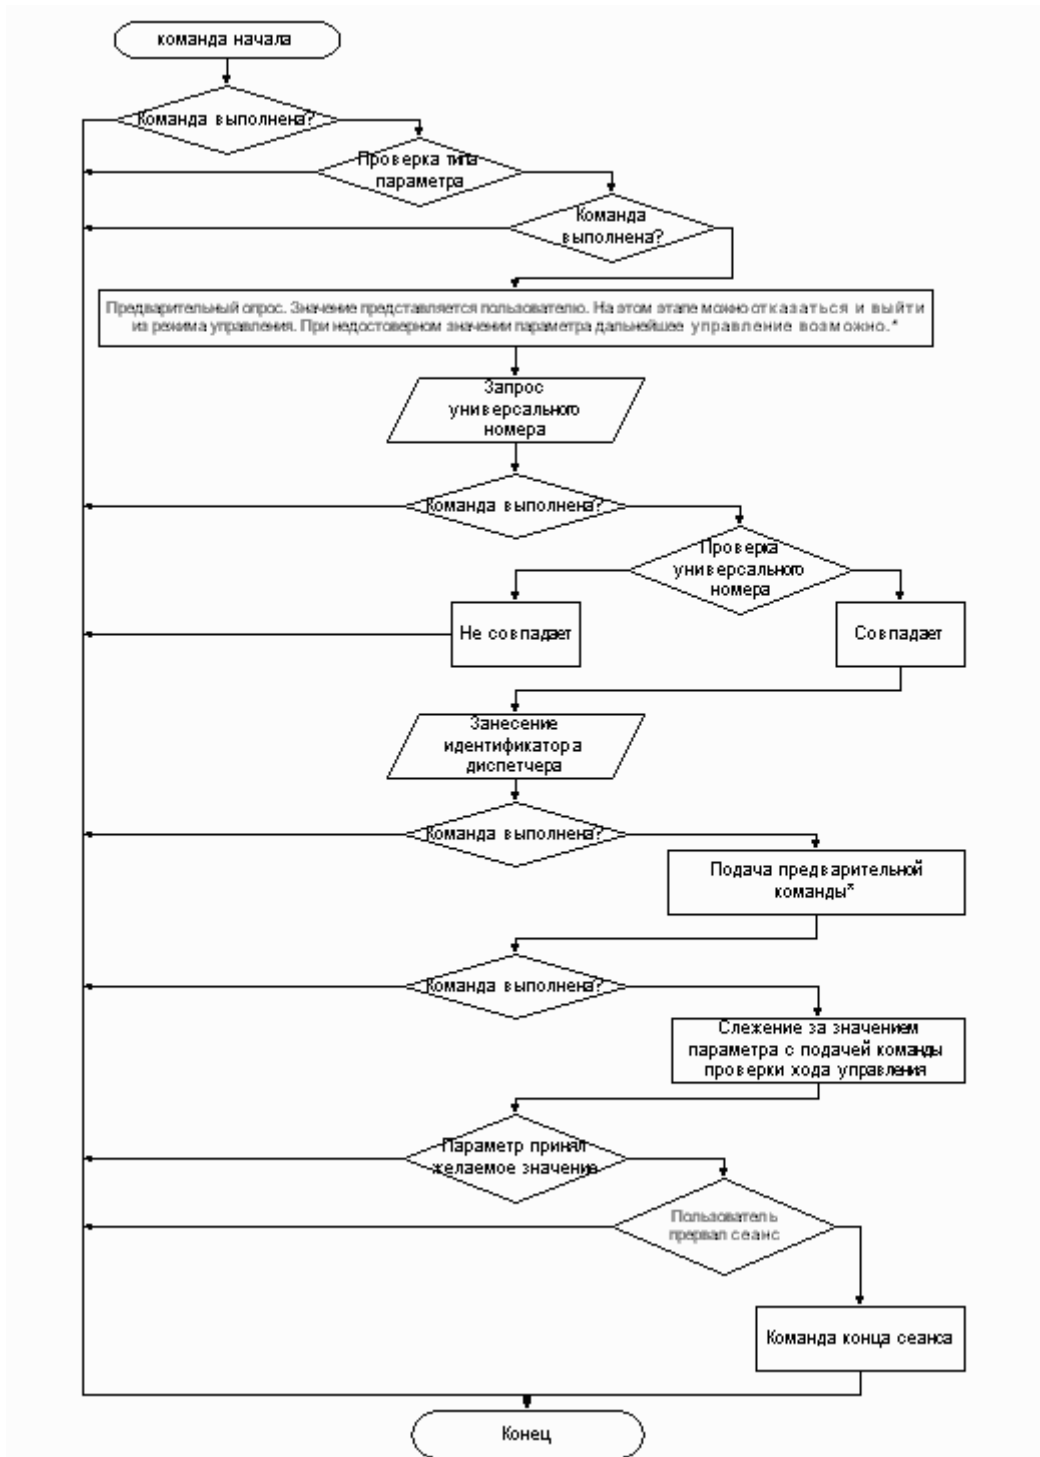 команда начала
Команда выполнена?
Проверка типа
параметра
Команда
выполнена?
Предварительный опрос. Значение представляется пользователю. На этом этапе можно отказаться и выйти
из режима управления. При недостоверном значении параметра дальнейшее управление возможно.*
Запрос
универсального
номера
Команда выполнена?
Проверка
универсального
номера
Не совпадает
Совпадает
Занесение
идентификатора
диспетчера
Команда выполнена?
Подача предварительной
команды*
Команда выполнена?
Слежение за значением
параметра с подачей команды
проверки хода управления
Параметр принял
желаемое значение
Пользователь
прервал сеанс
Команда конца сеанса
Конец